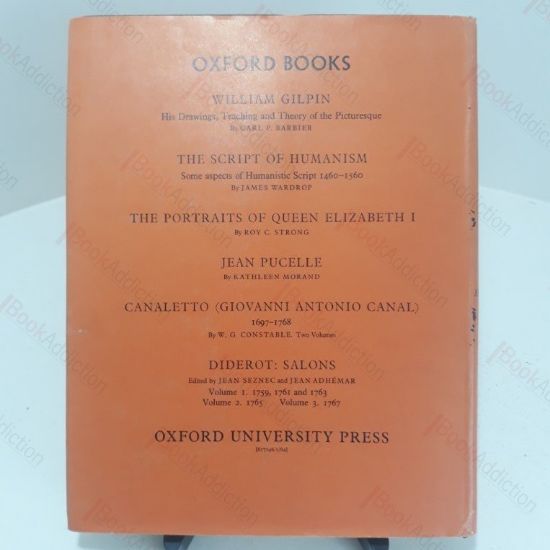 OXFORD BOOKS
WILLIAM GILPIN
His Drawings, Teaching and Theory of the Picturesque
By CARL P. BARBIER
THE SCRIPT OF HUMANISM
Some aspects of Humanistic Script 1460–1560
By JAMES WARDROP
THE PORTRAITS OF QUEEN ELIZABETH I
By ROY C. STRONG
JEAN PUCELLE
By KATHLEEN MORAND
CANALETTO (GIOVANNI ANTONIO CANAL)
1697–1768
By W. G. CONSTABLE. Two Volumes
DIDEROT: SALONS
Edited by JEAN SEZNEC and JEAN ADHÉMAR
Volume 1. 1759, 1761 and 1763
Volume 2. 1765 Volume 3. 1767
OXFORD UNIVERSITY PRESS
BookAddiction